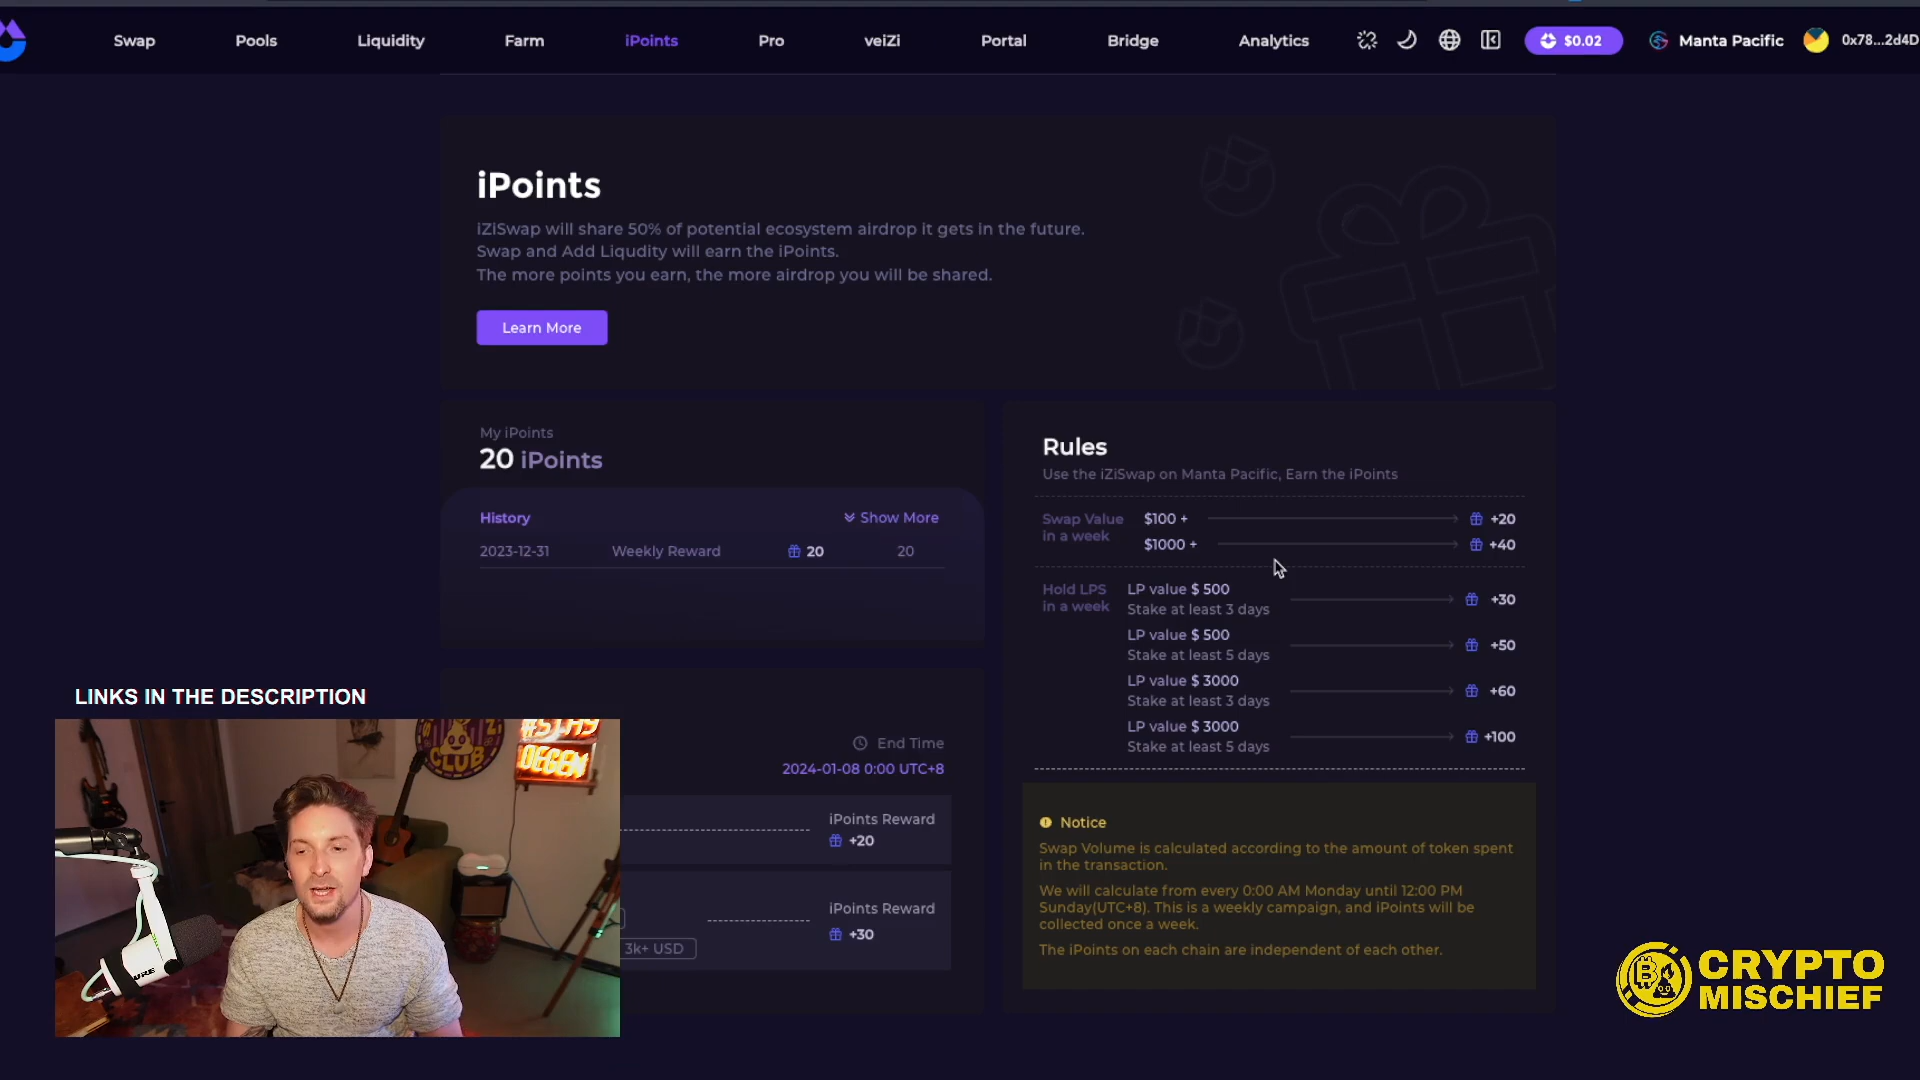 Swap Pools Liquidity Farm iPoints Pro veiZi Portal Bridge Analytics $0.02 Manta Pacific 0x78...2d4D
iPoints
iZiSwap will share 50% of potential ecosystem airdrop it gets in the future.
Swap and Add Liqudity will earn the iPoints.
The more points you earn, the more airdrop you will be shared.
Learn More
My iPoints
20 iPoints
History Show More
2023-12-31 Weekly Reward 20 20
End Time
2024-01-08 0:00 UTC+8
iPoints Reward
+20
iPoints Reward
+30
3k+ USD
Rules
Use the iZiSwap on Manta Pacific, Earn the iPoints
Swap Value
in a week
$100 + +20
$1000 + +40
Hold LPS
in a week
LP value $ 500
Stake at least 3 days
+30
LP value $ 500
Stake at least 5 days
+50
LP value $ 3000
Stake at least 3 days
+60
LP value $ 3000
Stake at least 5 days
+100
Notice
Swap Volume is calculated according to the amount of token spent
in the transaction.
We will calculate from every 0:00 AM Monday until 12:00 PM
Sunday(UTC+8). This is a weekly campaign, and iPoints will be
collected once a week.
The iPoints on each chain are independent of each other.
LINKS IN THE DESCRIPTION
#STAY
DEGEN
CLUB
CRYPTO
MISCHIEF